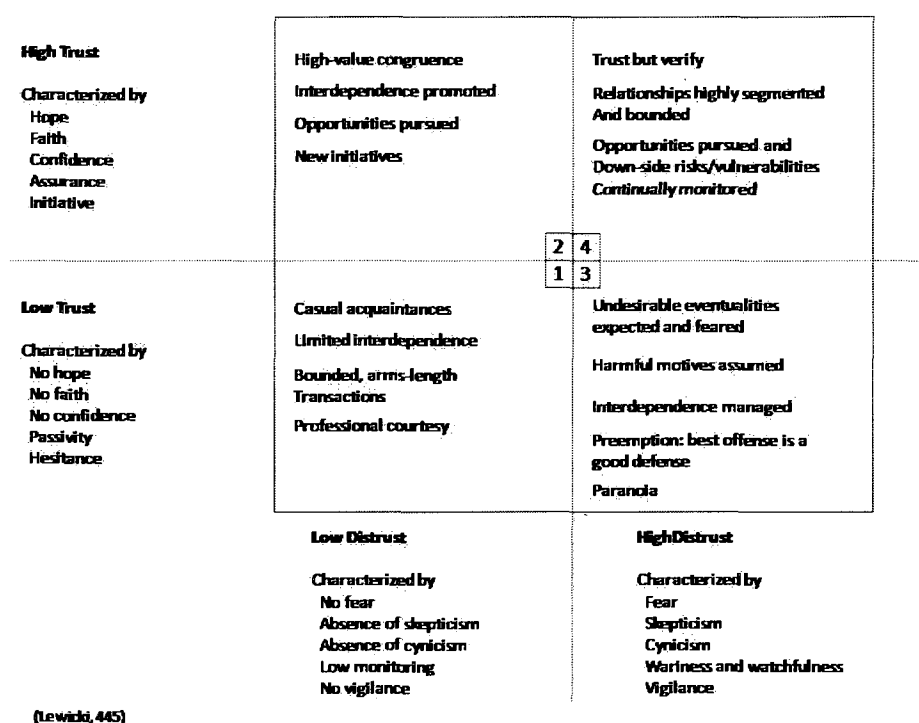 High Trust
Characterized by
Hope
Faith
Confidence
Assurance
Initiative
High-value congruence
Interdependence promoted
Opportunities pursued
New initiatives
Trust but verify
Relationships highly segmented
And bounded
Opportunities pursued and
Down-side risks/vulnerabilities
Continually monitored
2 4
1 3
Low Trust
Characterized by
No hope
No faith
No confidence
Passivity
Hesitance
Casual acquaintances
Limited interdependence
Bounded, arms-length
Transactions
Professional courtesy
Undesirable eventualities
expected and feared
Harmful motives assumed
Interdependence managed
Preemption: best offense is a
good defense
Paranoia
Low Distrust
Characterized by
No fear
Absence of skepticism
Absence of cynicism
Low monitoring
No vigilance
HighDistrust
Characterized by
Fear
Skepticism
Cynicism
Wariness and watchfulness
Vigilance
(Lewicki, 445)